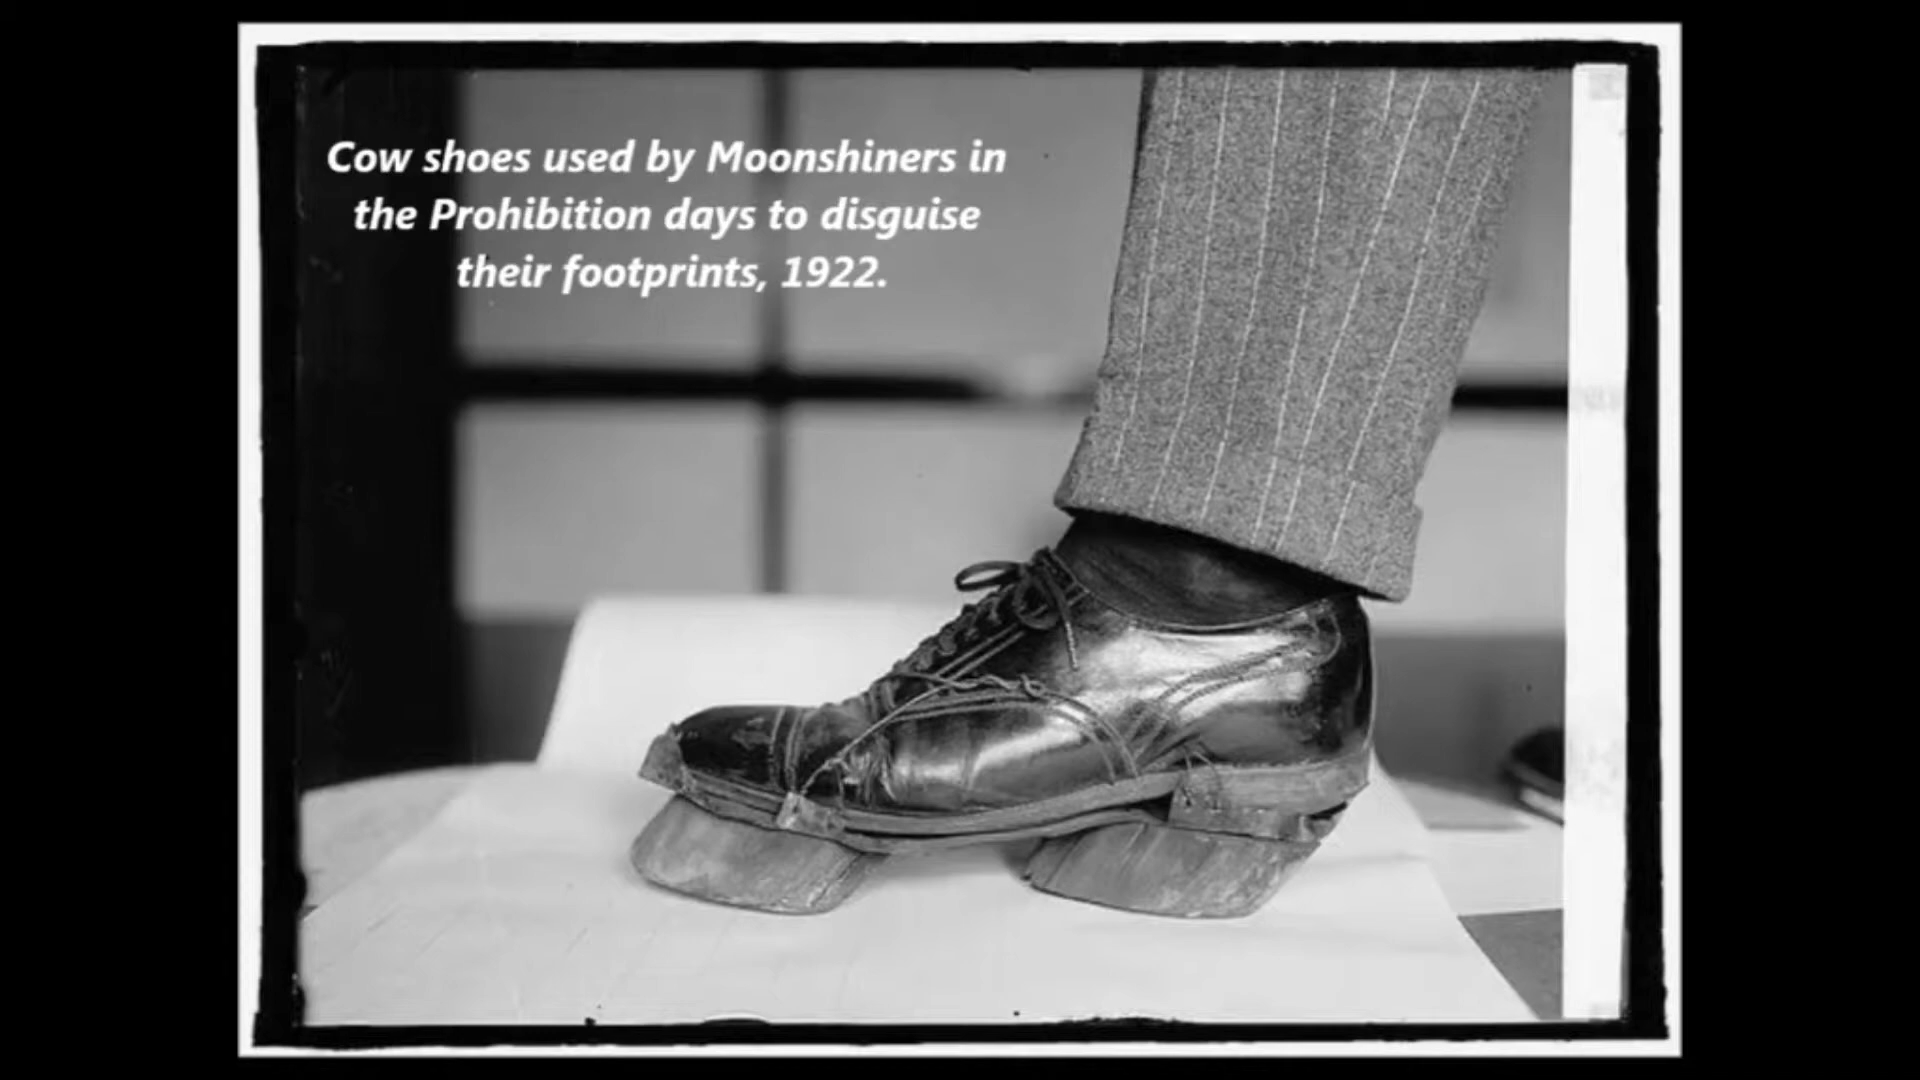 Cow shoes used by Moonshiners in
the Prohibition days to disguise
their footprints, 1922.